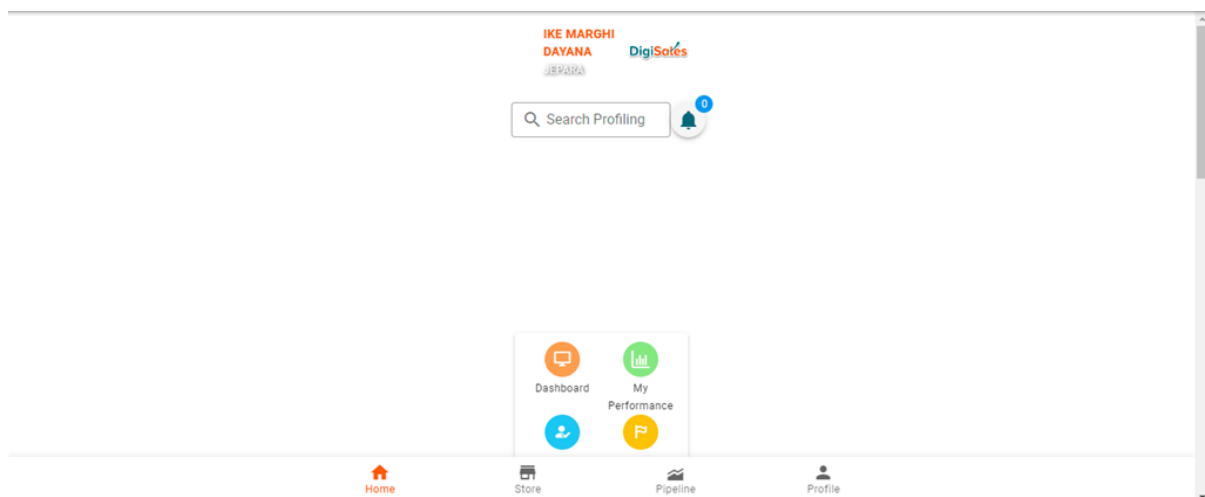 IKE MARGHI
DAYANA
JEPARA
DigiSales
0
Search Profiling
Dashboard
My
Performance
Home
Store
Pipeline
Profile